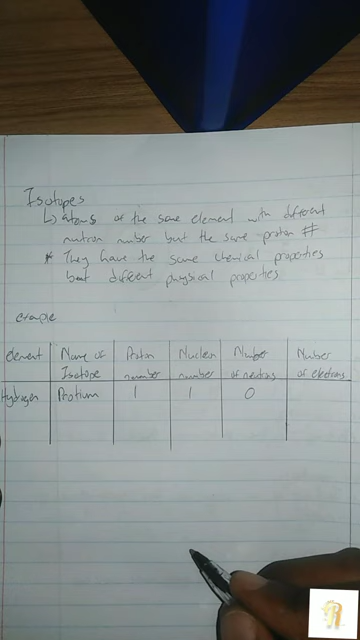 Isotopes
↳ atoms of the same element with different
nutron number but the same proton #
* They have the same chemical properties
but different physical properties
example
Element | Name of Isotope | Proton number | Nucleon number | Number of neutrons | Number of electrons
Hydrogen | Protium | 1 | 1 | 0